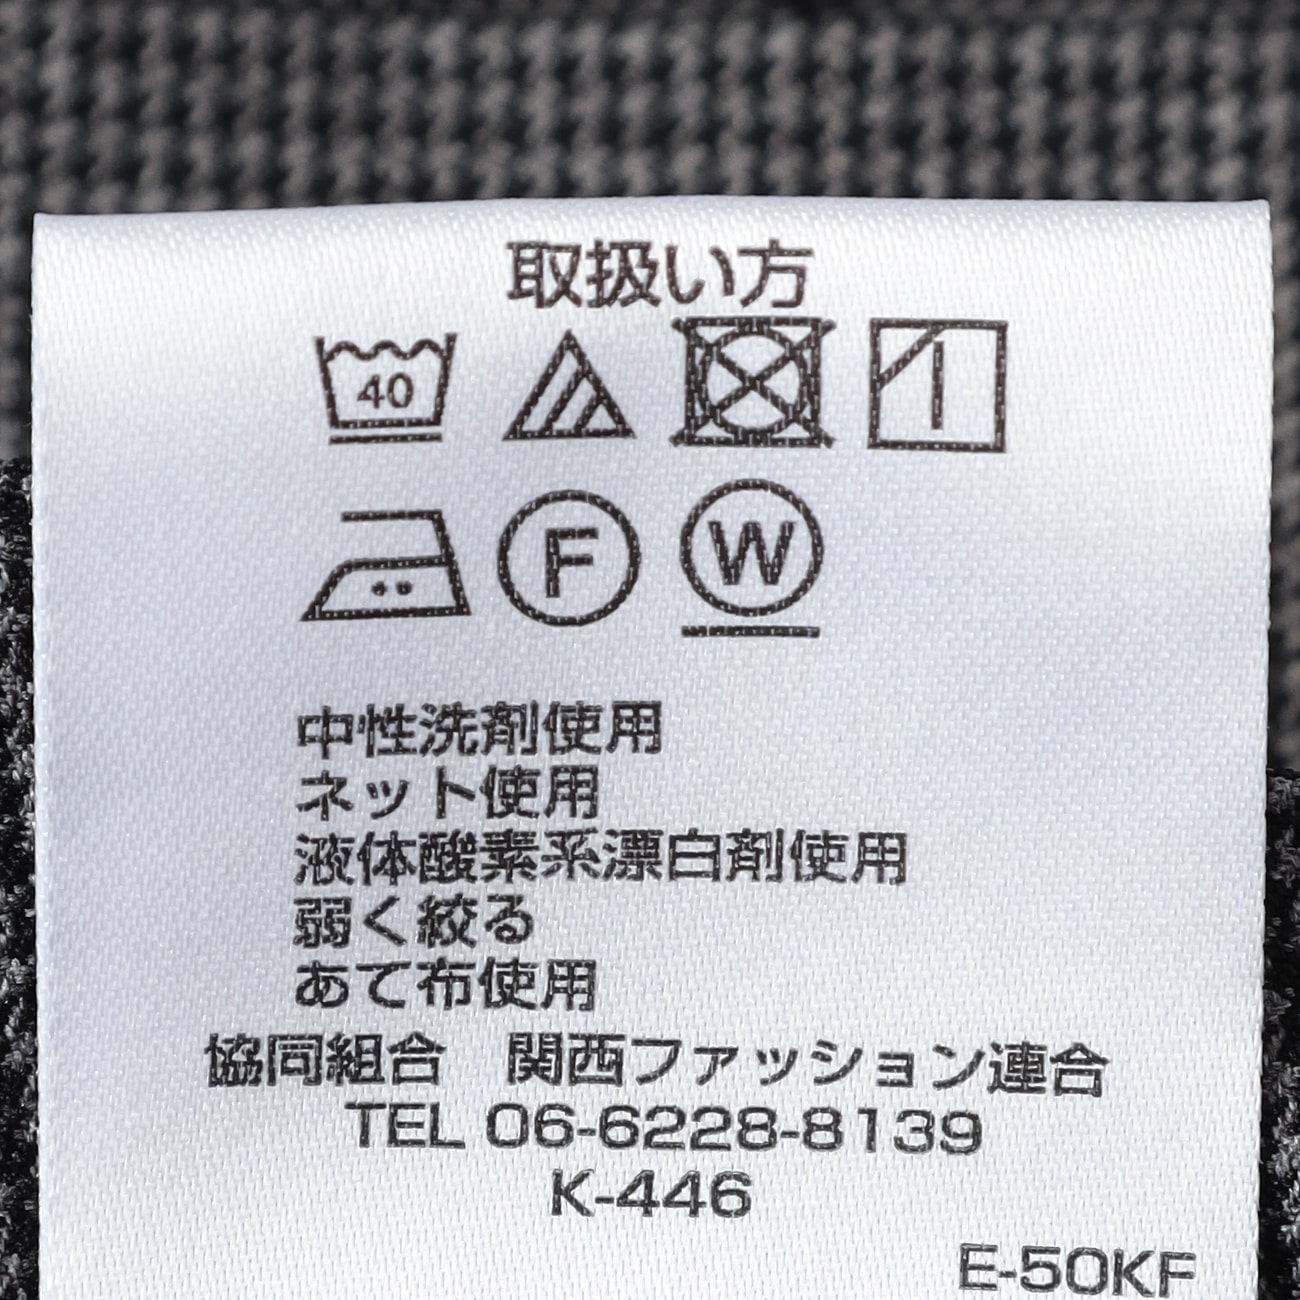 取扱い方
40
F W
中性洗剤使用
ネット使用
液体酸素系漂白剤使用
弱く絞る
あて布使用
協同組合　関西ファッション連合
TEL 06-6228-8139
K-446
E-50KF